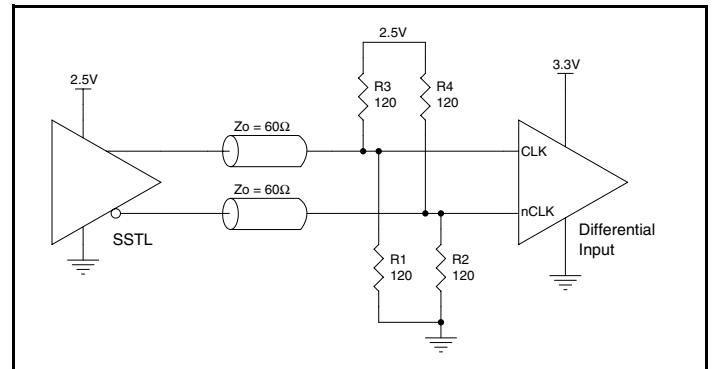 2.5V
3.3V
2.5V
R3
120
R4
120
Zo = 60Ω
CLK
Zo = 60Ω
nCLK
SSTL
Differential
Input
R1
120
R2
120